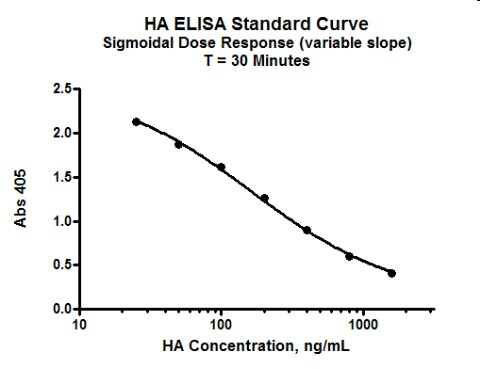 HA ELISA Standard Curve
Sigmoidal Dose Response (variable slope)
T = 30 Minutes
2.5
2.0
1.5
1.0
0.5
0.0
Abs 405
10 100 1000
HA Concentration, ng/mL